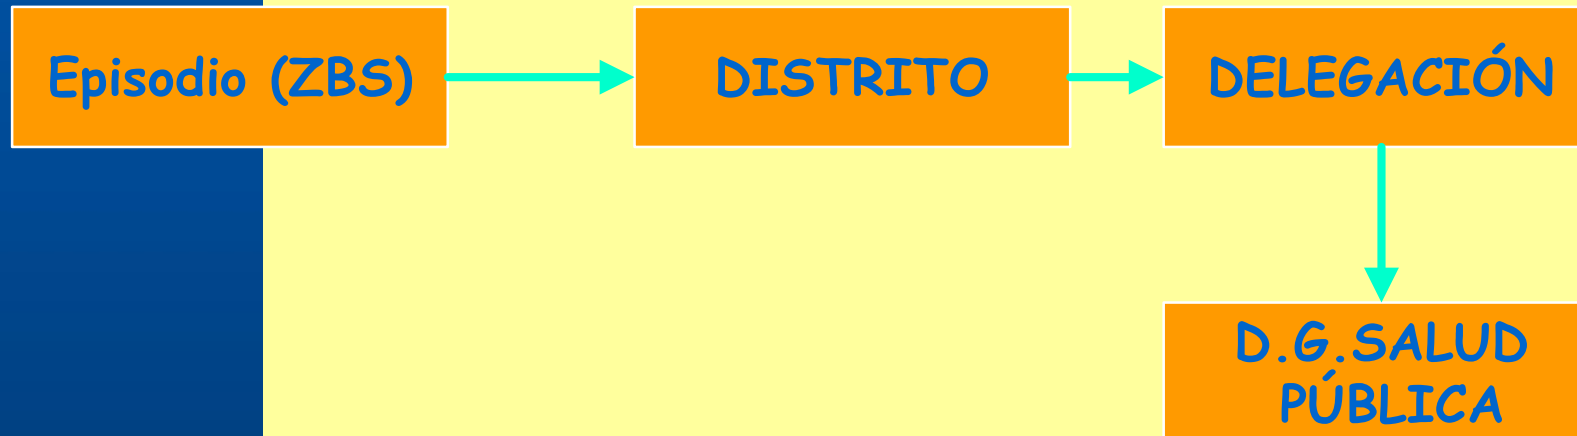 Episodio (ZBS)
DISTRITO
DELEGACIÓN
D.G.SALUD
PÚBLICA